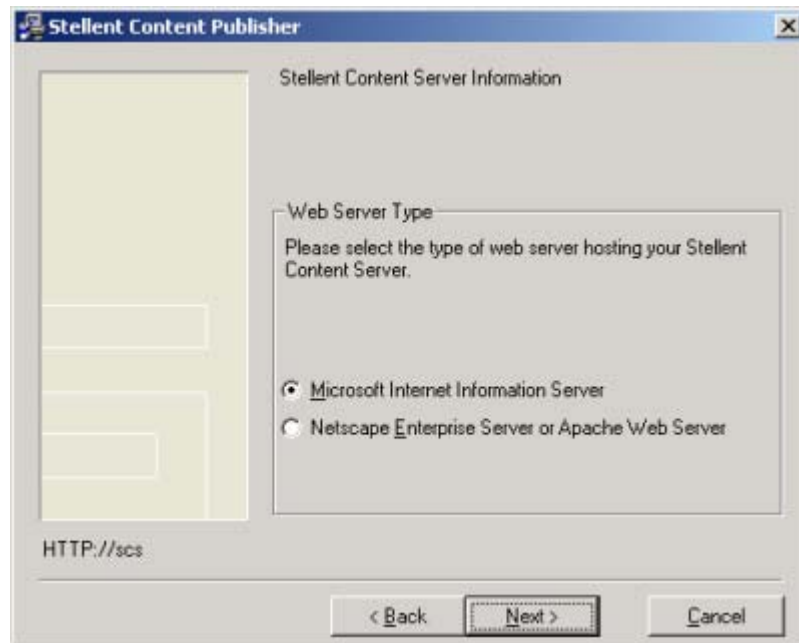 Stellent Content Publisher
Stellent Content Server Information
Web Server Type
Please select the type of web server hosting your Stellent
Content Server.
Microsoft Internet Information Server
Netscape Enterprise Server or Apache Web Server
HTTP://scs
< Back
Next >
Cancel